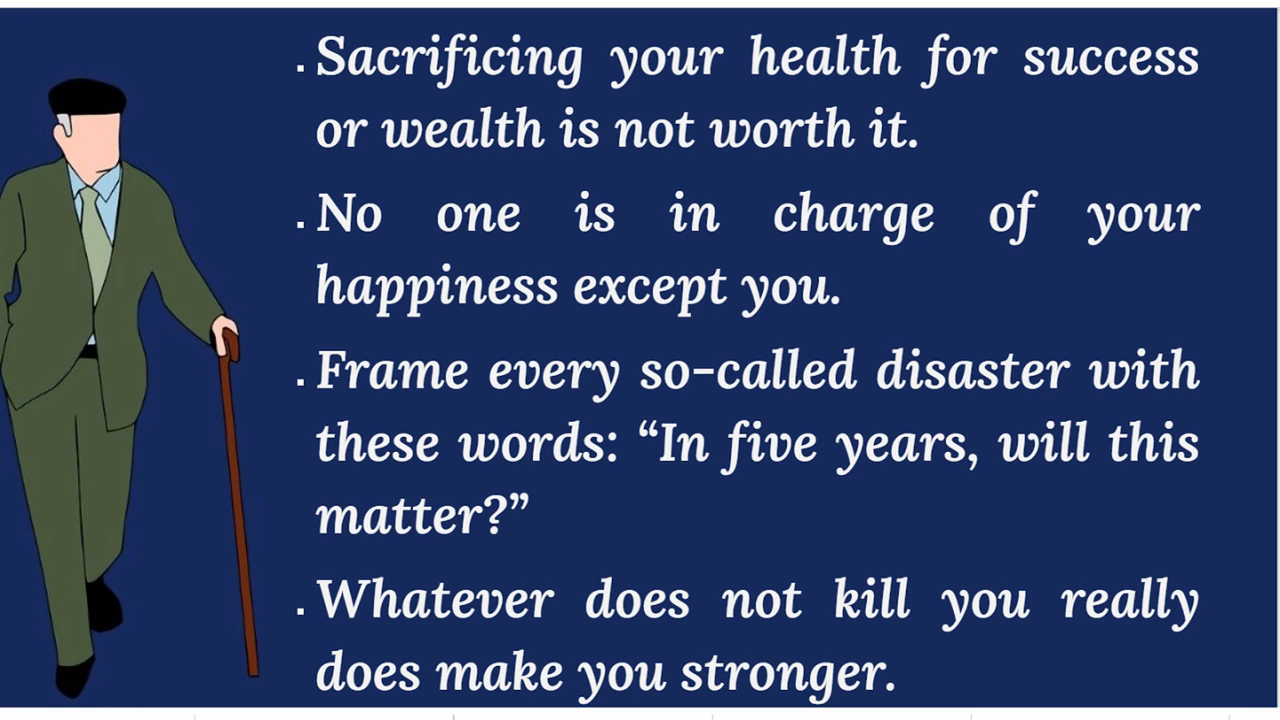 . Sacrificing your health for success
or wealth is not worth it.
. No one is in charge of your
happiness except you.
. Frame every so-called disaster with
these words: “In five years, will this
matter?”
. Whatever does not kill you really
does make you stronger.